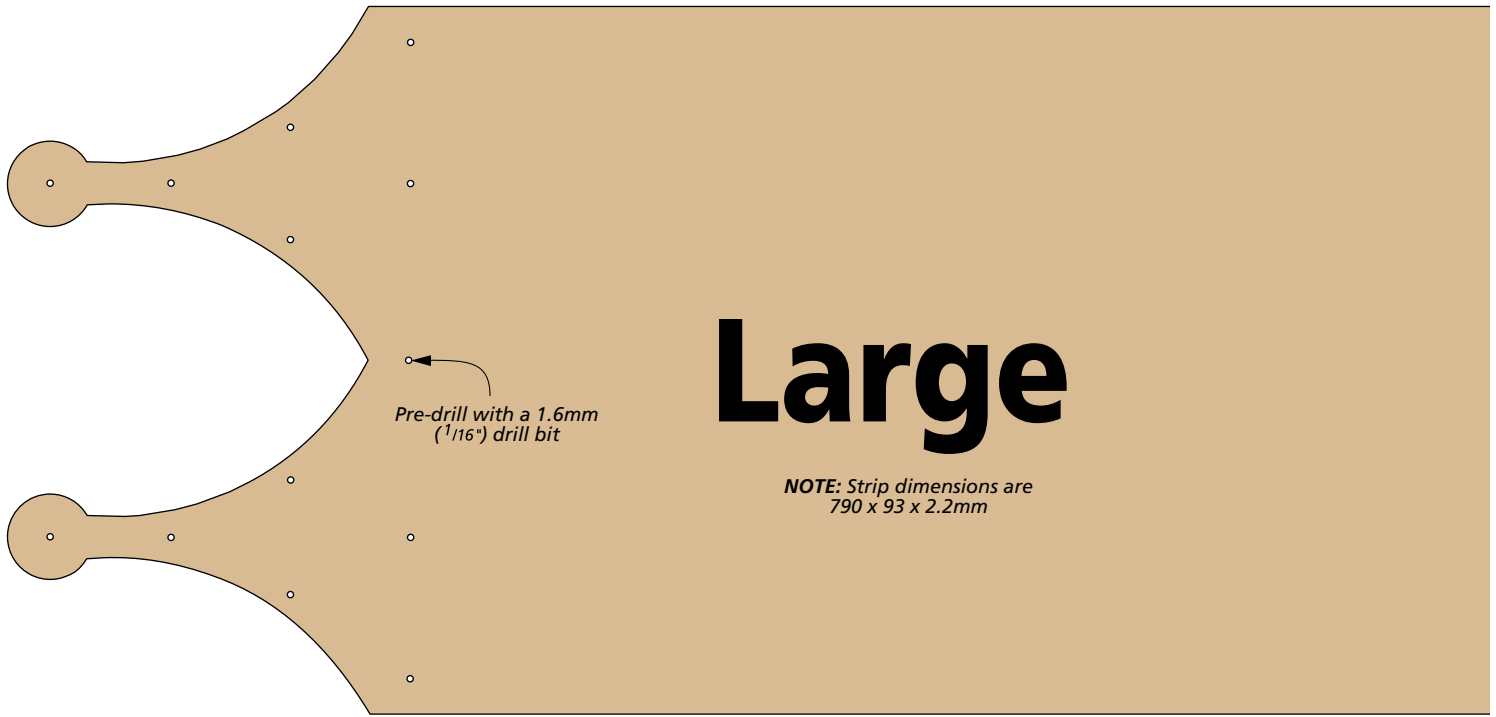 Large
Pre-drill with a 1.6mm
(1/16") drill bit
NOTE: Strip dimensions are
790 x 93 x 2.2mm